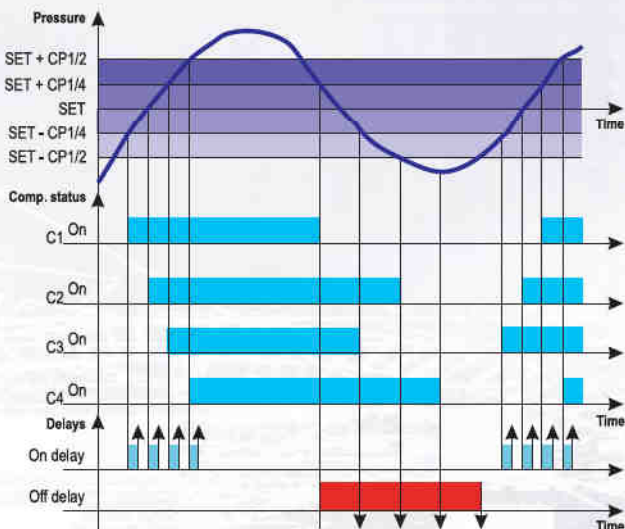 Pressure
SET + CP1/2
SET + CP1/4
SET
SET - CP1/4
SET - CP1/2
Time
Comp. status
C1 On
C2 On
C3 On
C4 On
Time
Delays
On delay
Off delay
Time